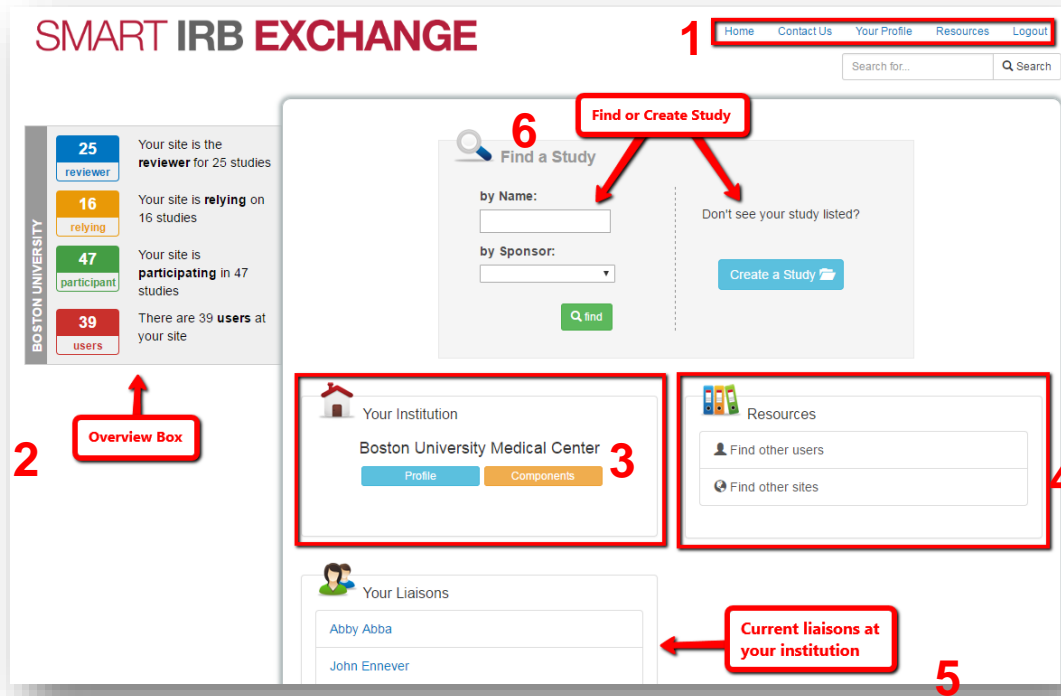 SMART IRB EXCHANGE
1
Home Contact Us Your Profile Resources Logout
Search for... Search
BOSTON UNIVERSITY
25
reviewer
Your site is the
reviewer for 25 studies
16
relying
Your site is relying on
16 studies
47
participant
Your site is
participating in 47
studies
39
users
There are 39 users at
your site
2
Overview Box
6
Find or Create Study
Find a Study
by Name:
by Sponsor:
find
Don't see your study listed?
Create a Study
Your Institution
Boston University Medical Center
Profile Components
3
Resources
Find other users
Find other sites
4
Your Liaisons
Abby Abba
John Ennever
Current liaisons at
your institution
5